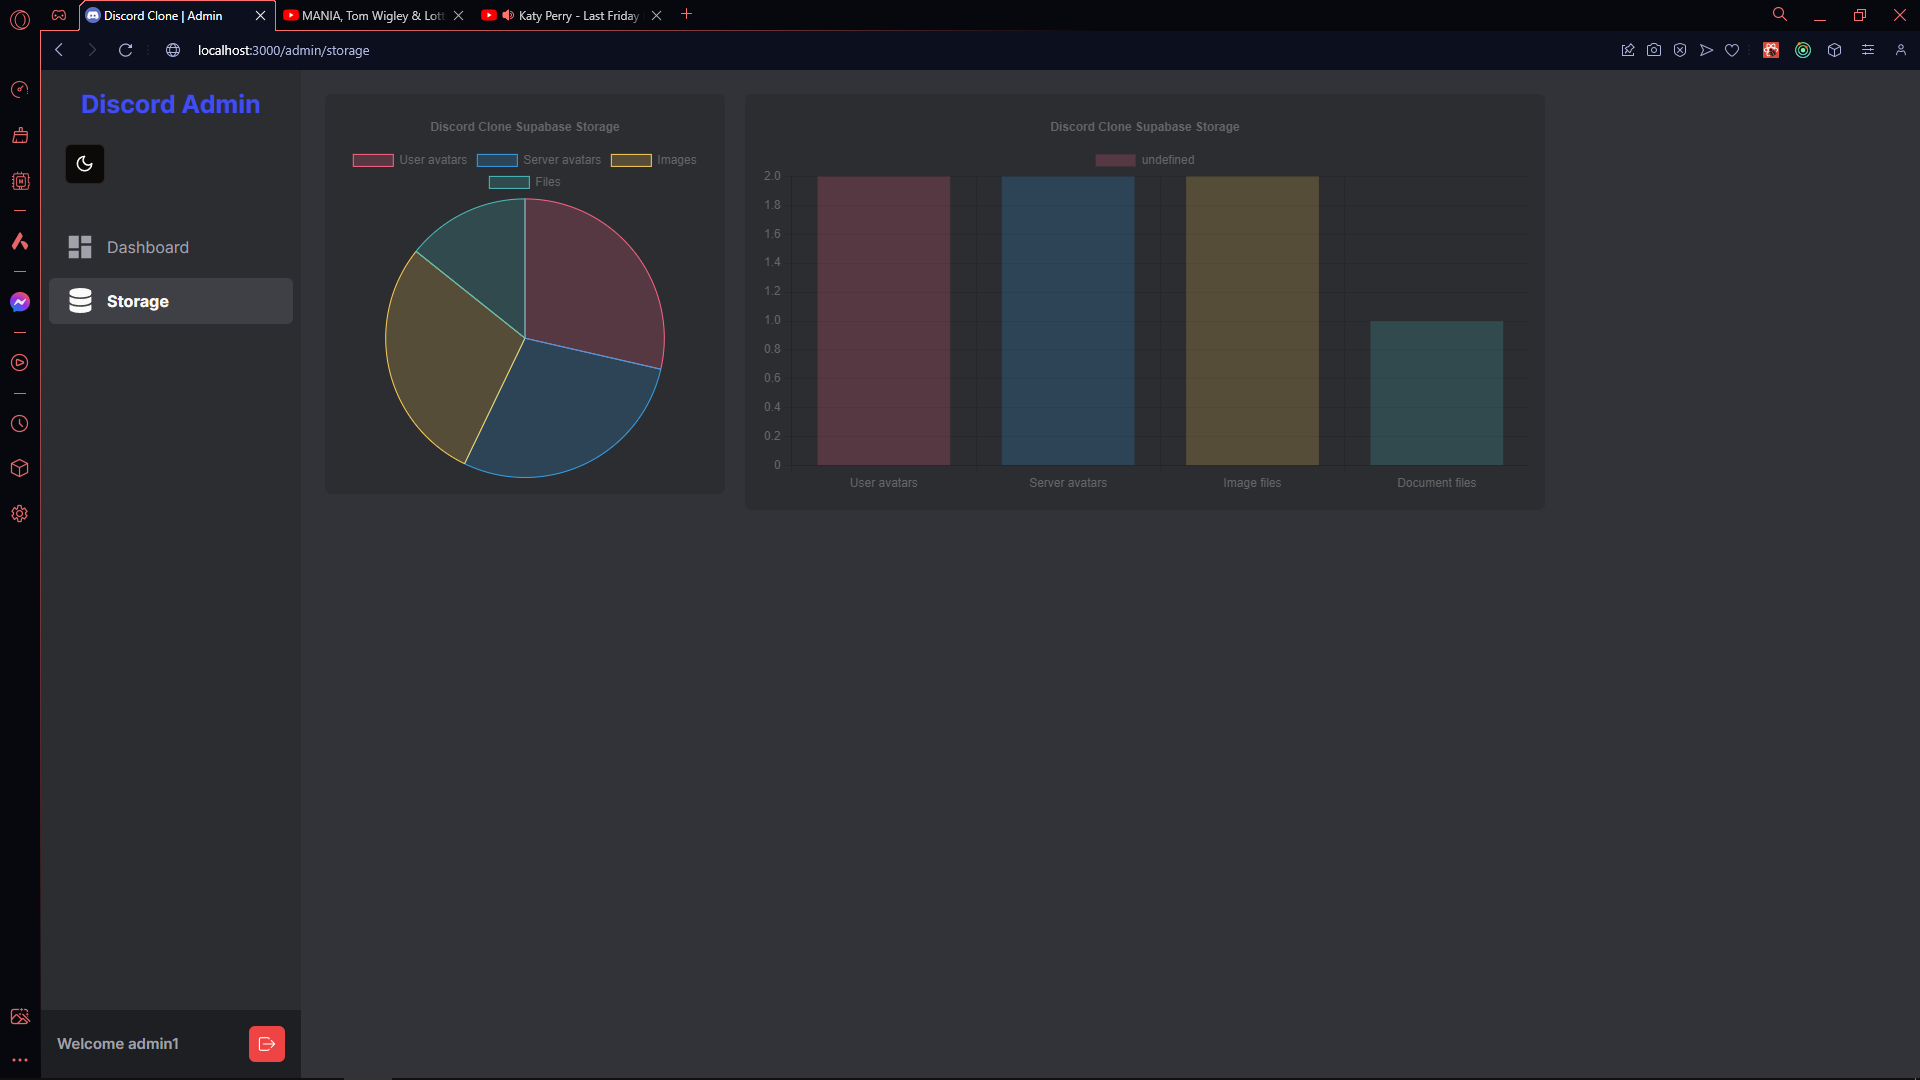 Discord Clone | Admin
MANIA, Tom Wigley & Lott
Katy Perry - Last Friday
localhost:3000/admin/storage
Discord Admin
Dashboard
Storage
Discord Clone Supabase Storage
User avatars Server avatars Images
Files
Discord Clone Supabase Storage
undefined
2.0
1.8
1.6
1.4
1.2
1.0
0.8
0.6
0.4
0.2
0
User avatars Server avatars Image files Document files
Welcome admin1